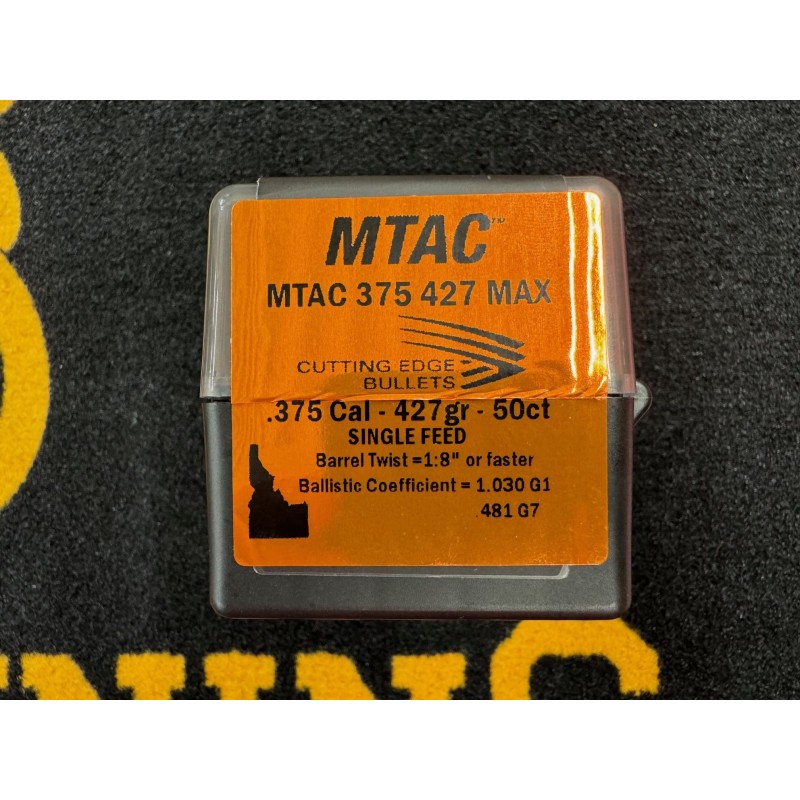 MTAC™
MTAC 375 427 MAX
CUTTING EDGE
BULLETS
.375 Cal - 427gr - 50ct
SINGLE FEED
Barrel Twist =1:8" or faster
Ballistic Coefficient = 1.030 G1
.481 G7